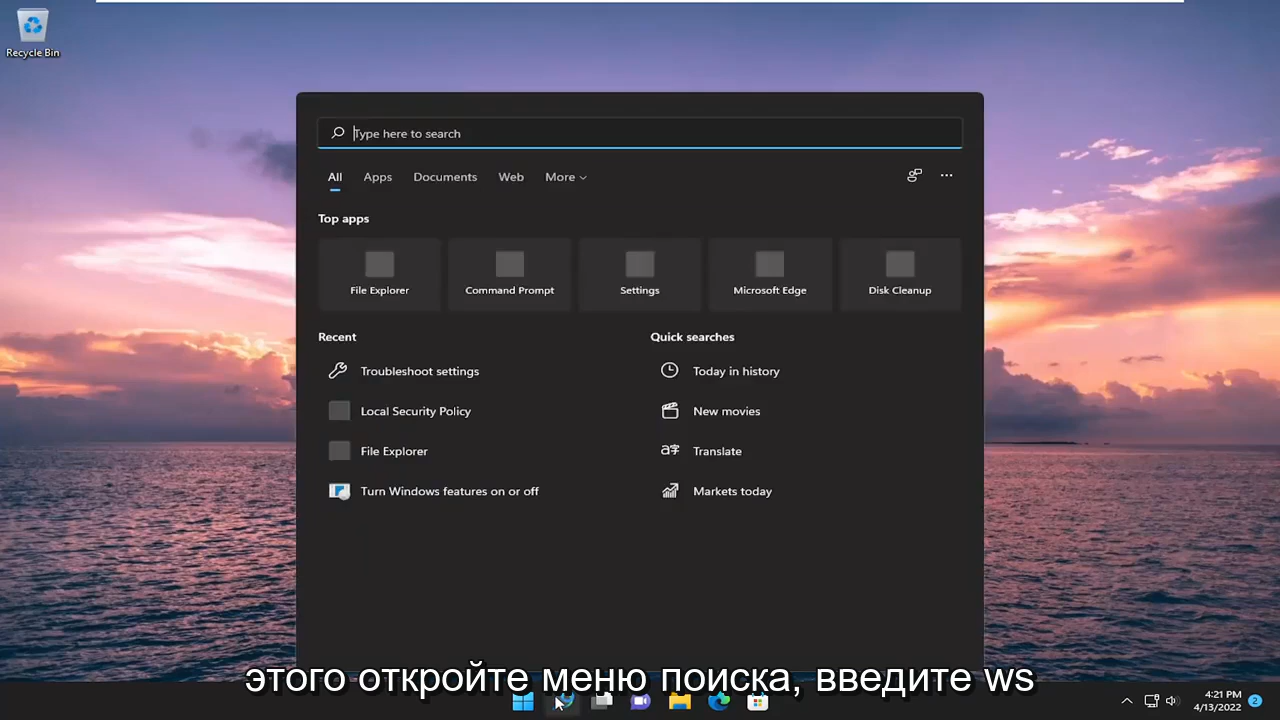 Recycle Bin
Type here to search
All Apps Documents Web More
Top apps
File Explorer Command Prompt Settings Microsoft Edge Disk Cleanup
Recent Quick searches
Troubleshoot settings Today in history
Local Security Policy New movies
File Explorer Translate
Turn Windows features on or off Markets today
этого откройте меню поиска, введите ws
4:21 PM
4/13/2022 2